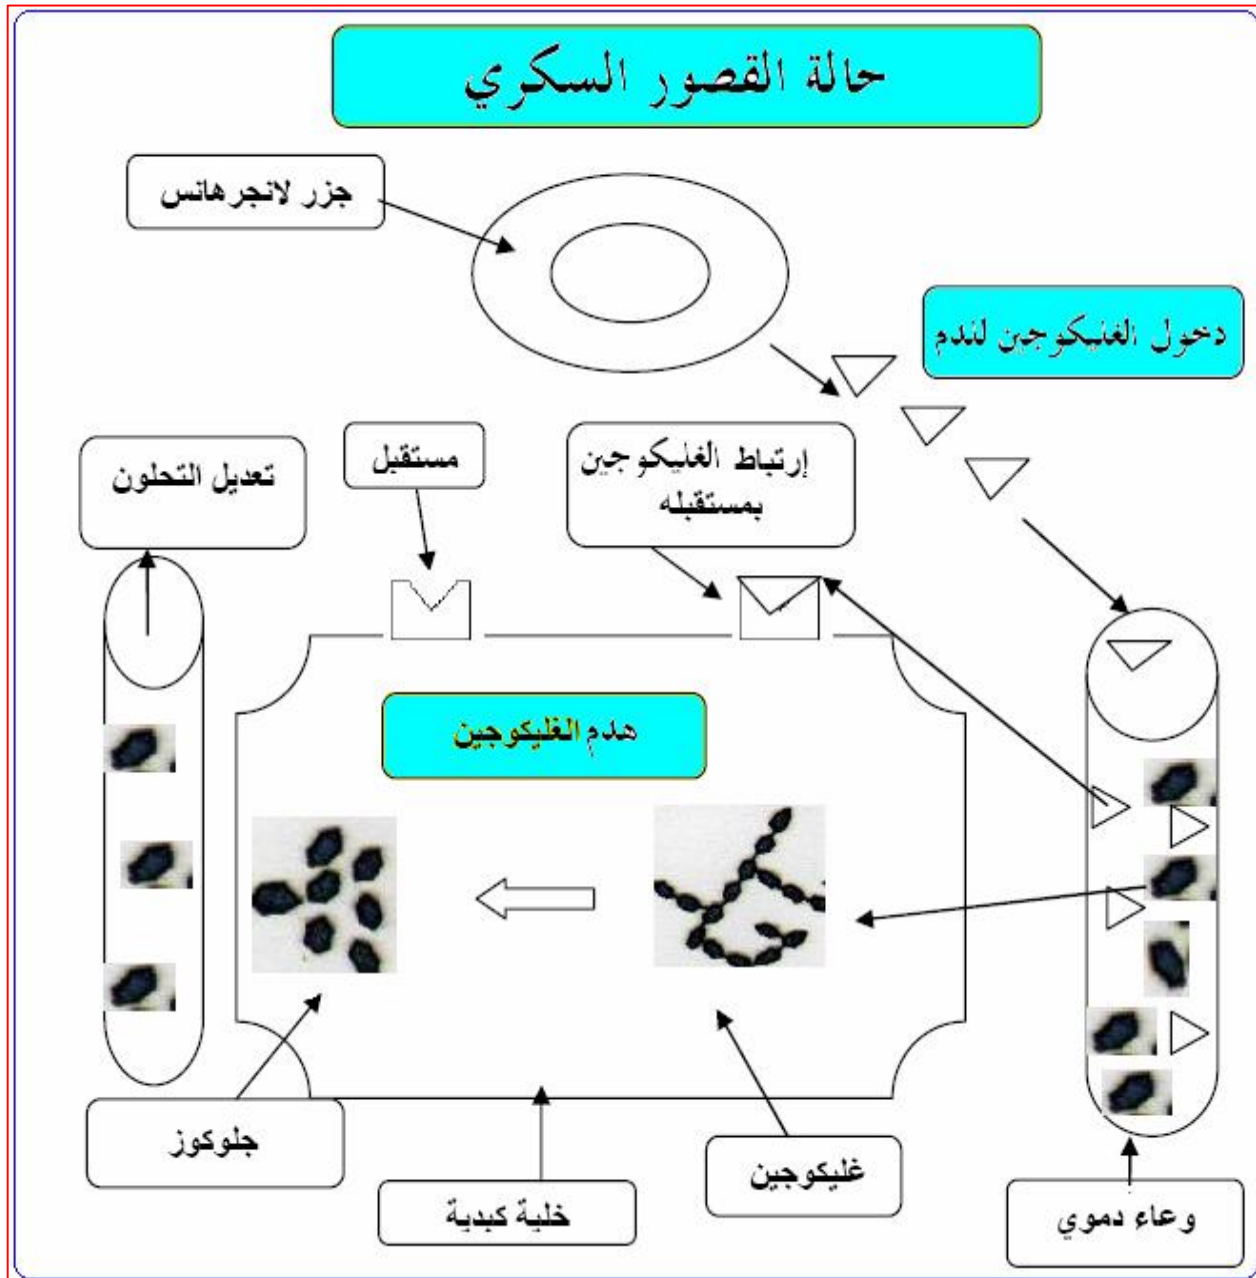 حالة القصور السكري
جزر لانجرهانس
دخول الغليكوجين لندم
إرتباط الغليكوجين
بمستقبله
مستقبل
تعديل التحلون
هدم الغليكوجين
جلوكوز
غليكوجين
خلية كبدية
وعاء دموي